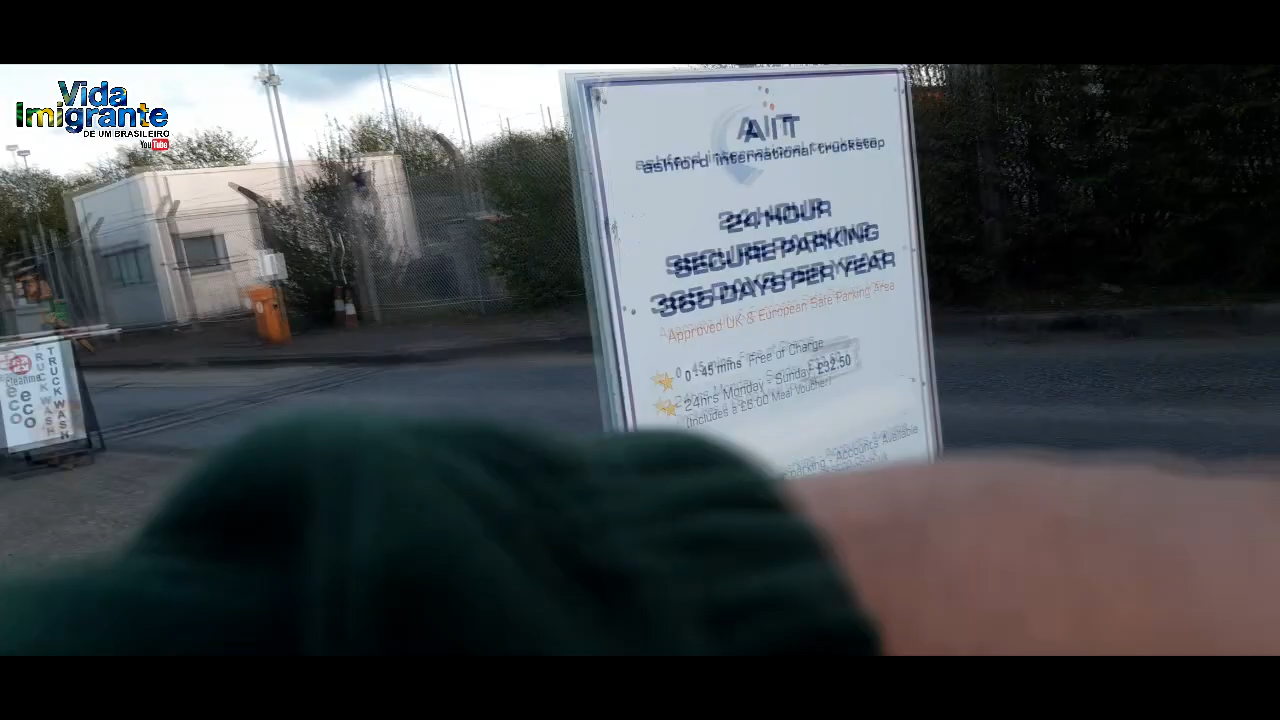 Vida
Imigrante
DE UM BRASILEIRO
YouTube
AIT
ashford international truckstop
24 HOUR
SECURE PARKING
365 DAYS PER YEAR
Approved UK & European Safe Parking Area
0 - 45 mins Free of Charge
24hrs Monday - Sunday £32.50
(Includes a £6.00 Meal Voucher)
parking - Accounts Available
eco
TRUCK WASH